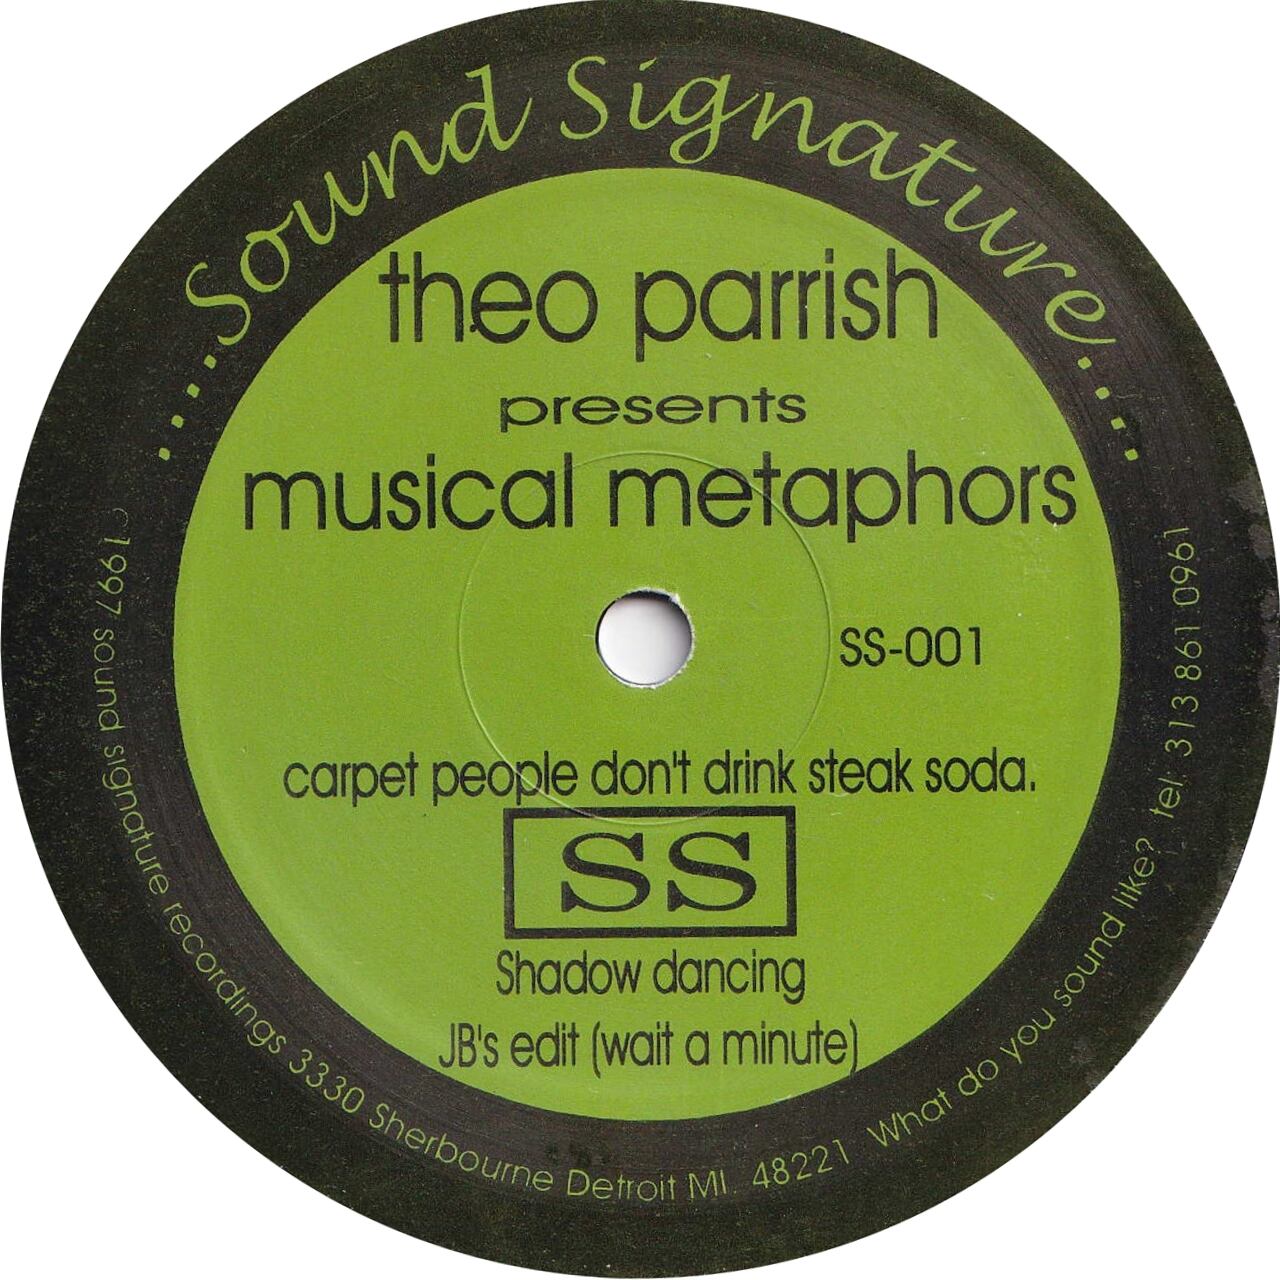 ....Sound Signature....
theo parrish
presents
musical metaphors
SS-001
carpet people don't drink steak soda.
SS
Shadow dancing
JB's edit (wait a minute)
1997 sound signature recordings 3330 Sherbourne Detroit MI. 48221 What do you sound like? tel. 313 861 0961